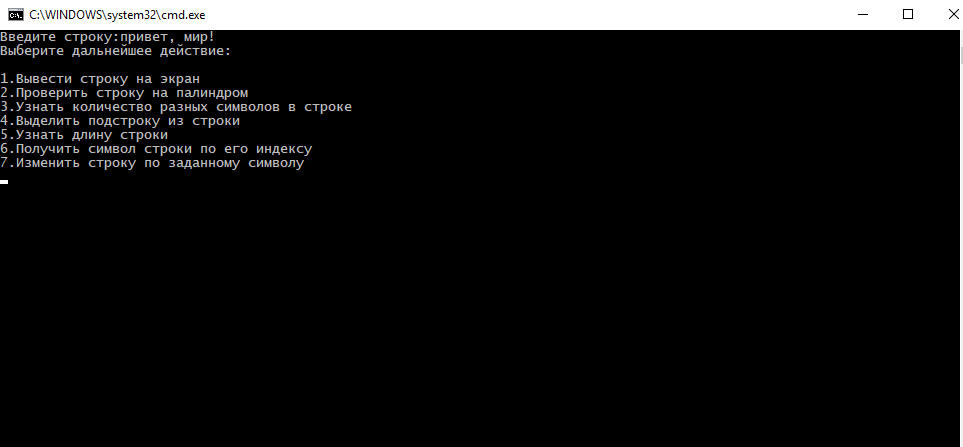 C:\WINDOWS\system32\cmd.exe
Введите строку:привет, мир!
Выберите дальнейшее действие:
1.Вывести строку на экран
2.Проверить строку на палиндром
3.Узнать количество разных символов в строке
4.Выделить подстроку из строки
5.Узнать длину строки
6.Получить символ строки по его индексу
7.Изменить строку по заданному символу